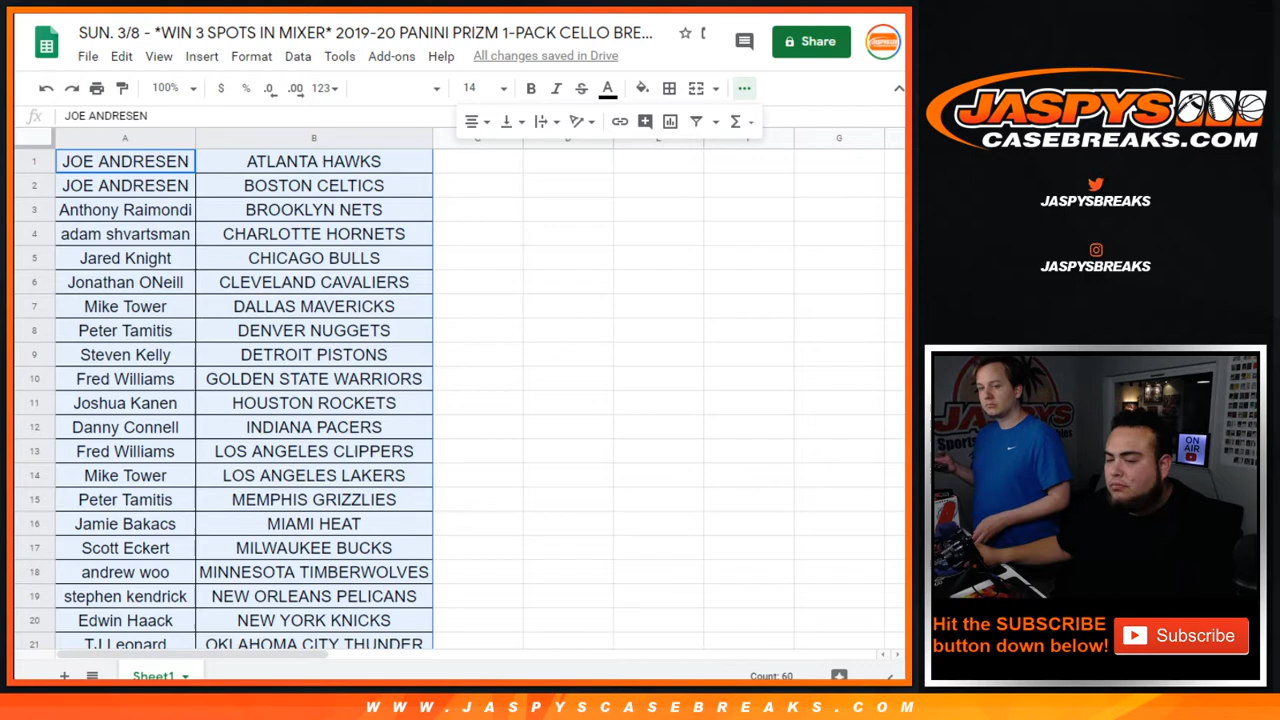 SUN. 3/8 - *WIN 3 SPOTS IN MIXER* 2019-20 PANINI PRIZM 1-PACK CELLO BRE...
File Edit View Insert Format Data Tools Add-ons Help All changes saved in Drive
Share
100% $ % .0 .00 123 14 B I S A
fx JOE ANDRESEN
A B C D E F G
1 JOE ANDRESEN ATLANTA HAWKS
2 JOE ANDRESEN BOSTON CELTICS
3 Anthony Raimondi BROOKLYN NETS
4 adam shvartsman CHARLOTTE HORNETS
5 Jared Knight CHICAGO BULLS
6 Jonathan ONeill CLEVELAND CAVALIERS
7 Mike Tower DALLAS MAVERICKS
8 Peter Tamitis DENVER NUGGETS
9 Steven Kelly DETROIT PISTONS
10 Fred Williams GOLDEN STATE WARRIORS
11 Joshua Kanen HOUSTON ROCKETS
12 Danny Connell INDIANA PACERS
13 Fred Williams LOS ANGELES CLIPPERS
14 Mike Tower LOS ANGELES LAKERS
15 Peter Tamitis MEMPHIS GRIZZLIES
16 Jamie Bakacs MIAMI HEAT
17 Scott Eckert MILWAUKEE BUCKS
18 andrew woo MINNESOTA TIMBERWOLVES
19 stephen kendrick NEW ORLEANS PELICANS
20 Edwin Haack NEW YORK KNICKS
21 TJ Leonard OKLAHOMA CITY THUNDER
Sheet1
Count: 60
JASPYS
CASEBREAKS.COM
JASPYSBREAKS
JASPYSBREAKS
JASPYS
ON
AIR
Hit the SUBSCRIBE
button down below!
Subscribe
WWW.JASPYSCASEBREAKS.COM